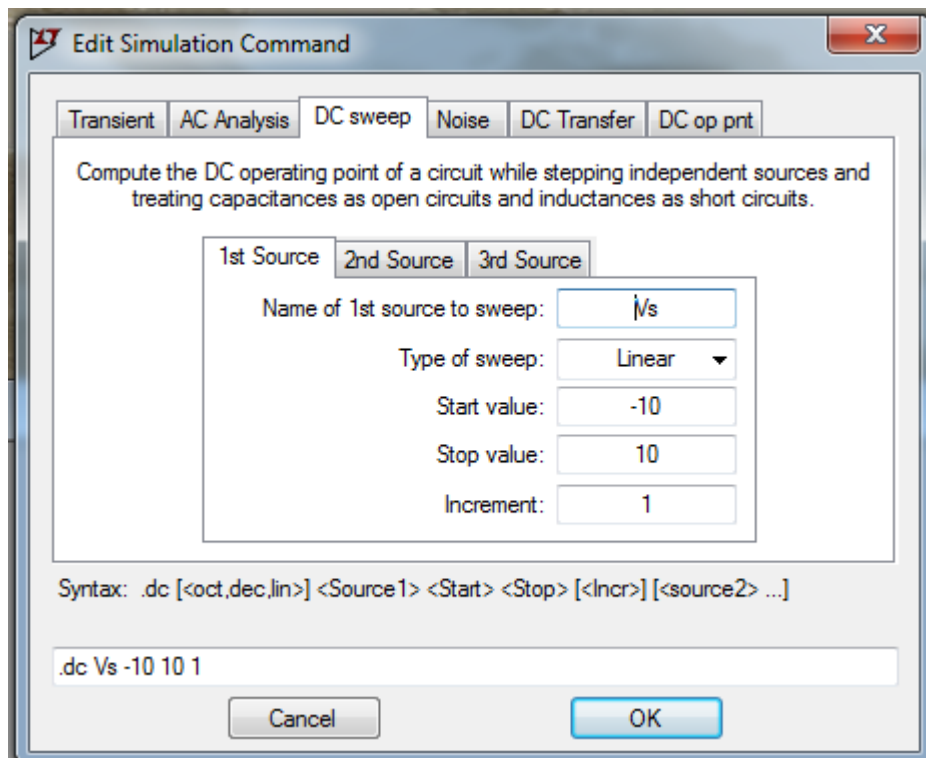 Edit Simulation Command
Transient AC Analysis DC sweep Noise DC Transfer DC op pnt
Compute the DC operating point of a circuit while stepping independent sources and
treating capacitances as open circuits and inductances as short circuits.
1st Source 2nd Source 3rd Source
Name of 1st source to sweep: Vs
Type of sweep: Linear
Start value: -10
Stop value: 10
Increment: 1
Syntax: .dc [<oct,dec,lin>] <Source1> <Start> <Stop> [<Incr>] [<source2> ...]
.dc Vs -10 10 1
Cancel OK